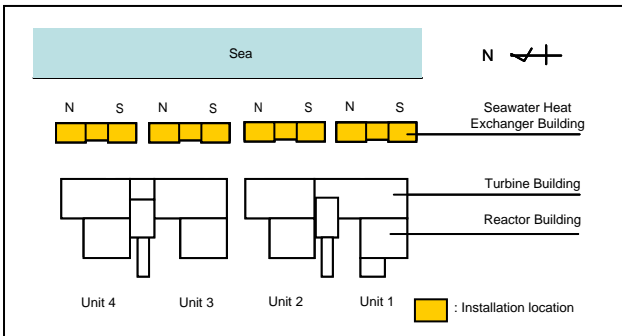 Sea
N
N S N S N S N S
Seawater Heat
Exchanger Building
Turbine Building
Reactor Building
Unit 4 Unit 3 Unit 2 Unit 1
: Installation location